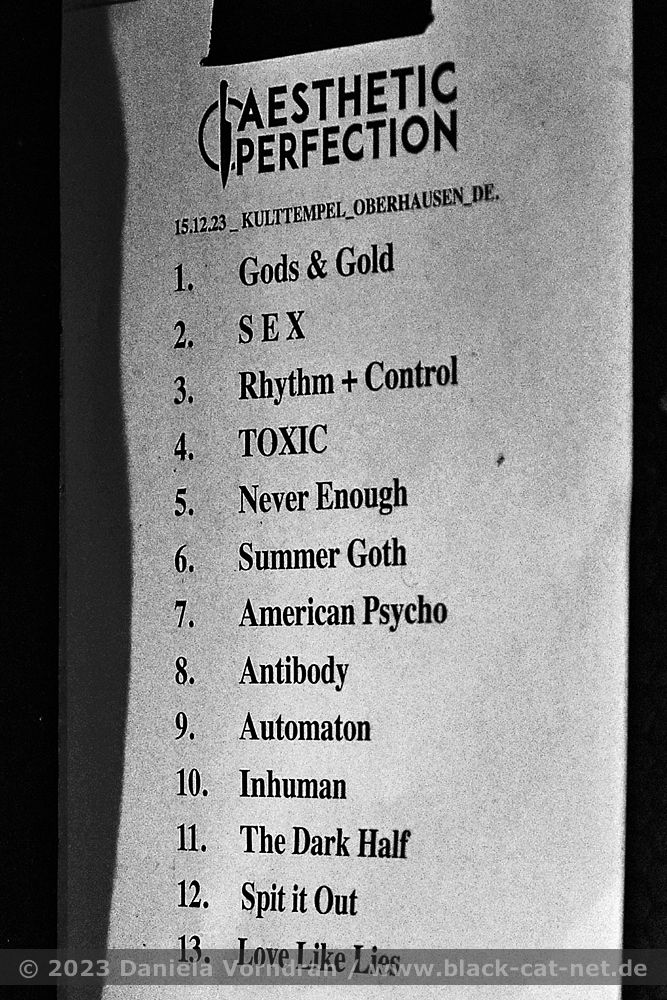 AESTHETIC
PERFECTION
15.12.23 _ KULTTEMPEL_OBERHAUSEN_DE.
1. Gods & Gold
2. S E X
3. Rhythm + Control
4. TOXIC
5. Never Enough
6. Summer Goth
7. American Psycho
8. Antibody
9. Automaton
10. Inhuman
11. The Dark Half
12. Spit it Out
13. Love Like Lies
© 2023 Daniela Vorndran / www.black-cat-net.de